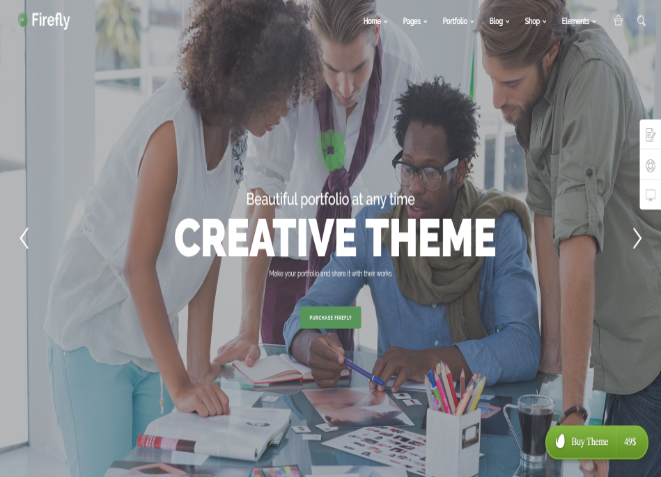 Firefly
Home Pages Portfolio Blog Shop Elements
Beautiful portfolio at any time
CREATIVE THEME
Make your portfolio and share it with their works
PURCHASE FIREFLY
Buy Theme 49$